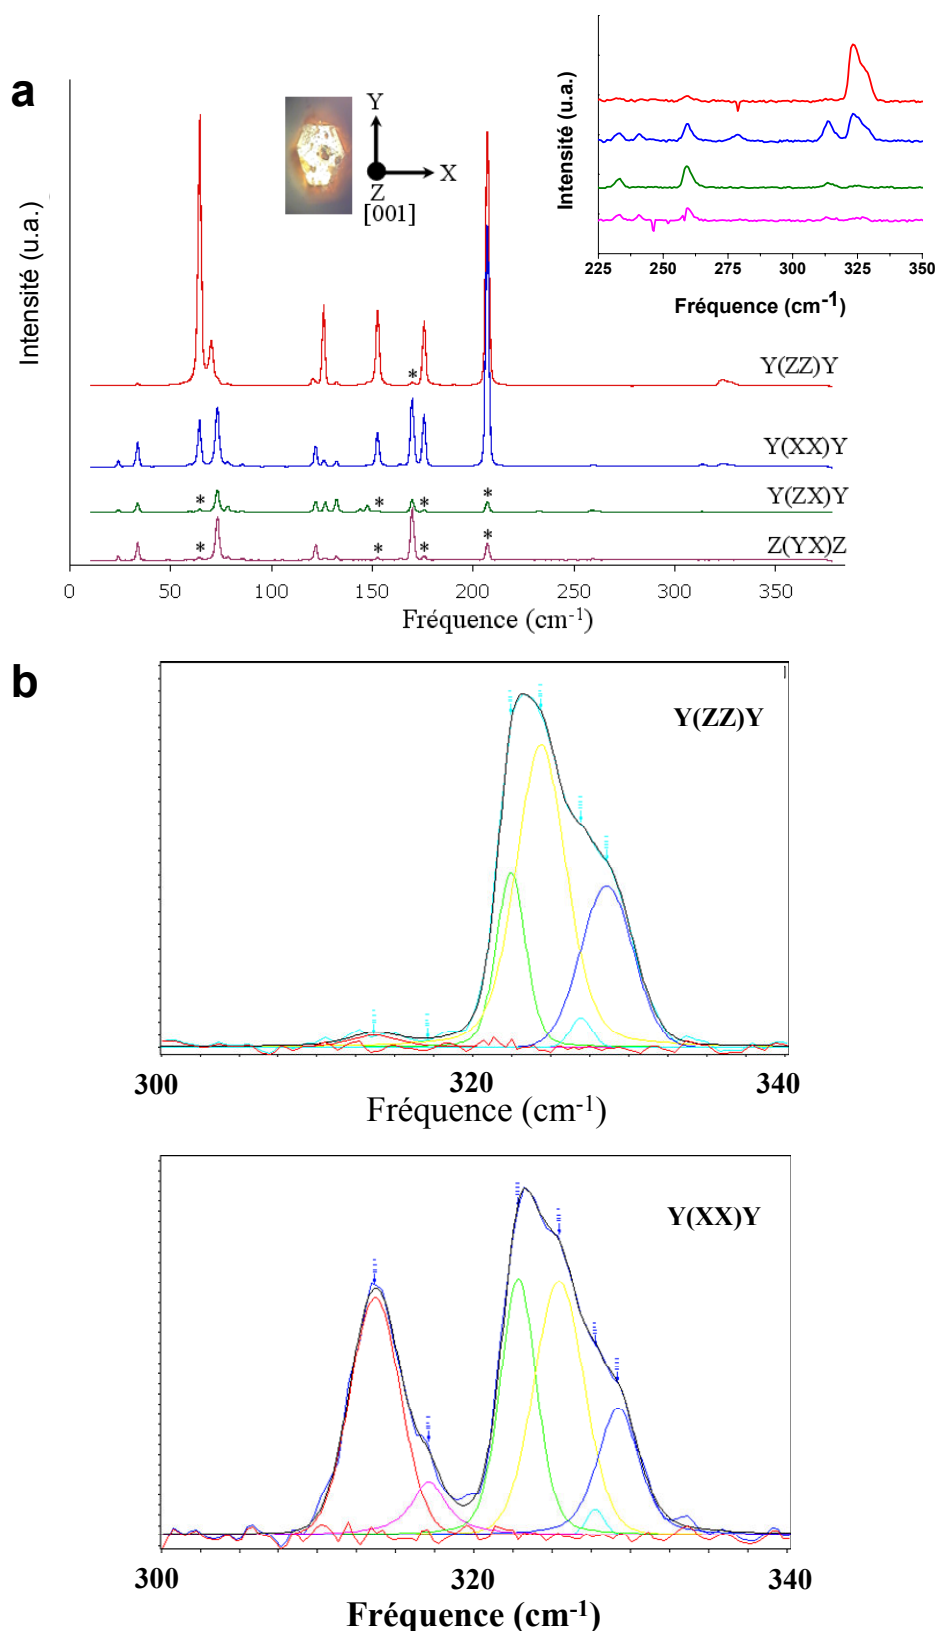 a
Intensité (u.a.)
Y
X
Z
[001]
Y(ZZ)Y
*
Y(XX)Y
Y(ZX)Y
* * * *
Z(YX)Z
* * * *
0 50 100 150 200 250 300 350
Fréquence (cm-1)
Intensité (u.a.)
225 250 275 300 325 350
Fréquence (cm-1)
b
Y(ZZ)Y
300 320 340
Fréquence (cm-1)
Y(XX)Y
300 320 340
Fréquence (cm-1)